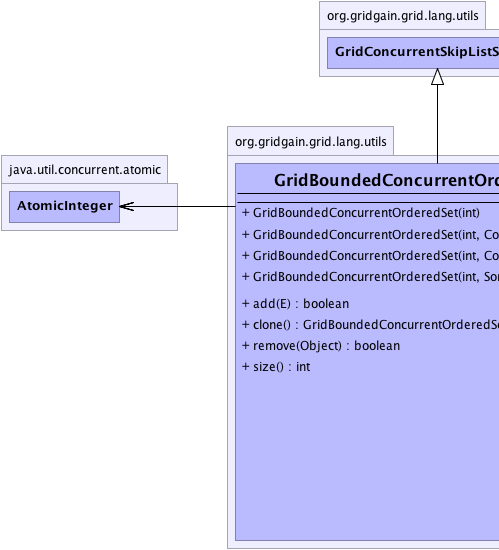 org.gridgain.grid.lang.utils
GridConcurrentSkipListS
org.gridgain.grid.lang.utils
java.util.concurrent.atomic
AtomicInteger
GridBoundedConcurrentOrd
+ GridBoundedConcurrentOrderedSet(int)
+ GridBoundedConcurrentOrderedSet(int, Co
+ GridBoundedConcurrentOrderedSet(int, Co
+ GridBoundedConcurrentOrderedSet(int, Sor
+ add(E) : boolean
+ clone() : GridBoundedConcurrentOrderedSe
+ remove(Object) : boolean
+ size() : int